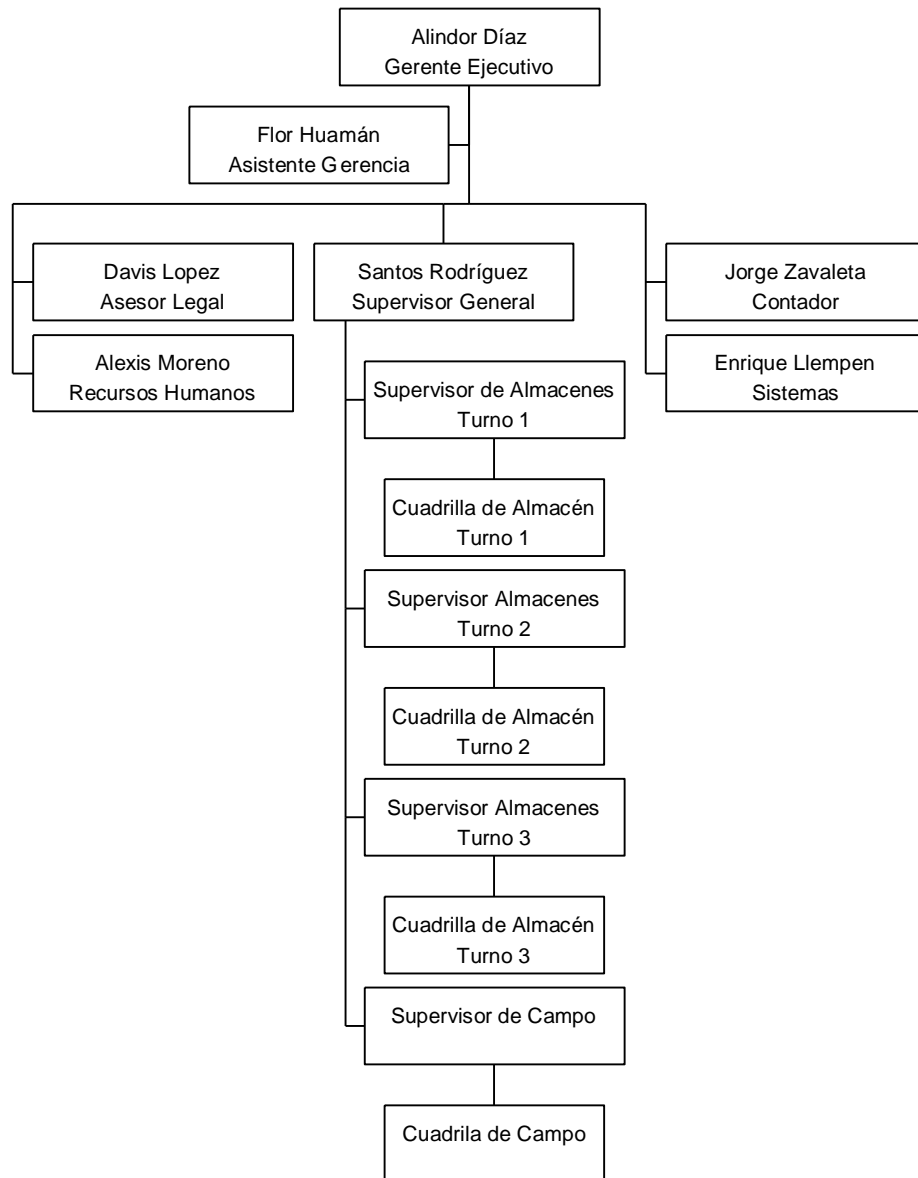 Alindor Díaz
Gerente Ejecutivo
Flor Huamán
Asistente Gerencia
Davis Lopez
Asesor Legal
Santos Rodríguez
Supervisor General
Jorge Zavaleta
Contador
Alexis Moreno
Recursos Humanos
Enrique Llempen
Sistemas
Supervisor de Almacenes
Turno 1
Cuadrilla de Almacén
Turno 1
Supervisor Almacenes
Turno 2
Cuadrilla de Almacén
Turno 2
Supervisor Almacenes
Turno 3
Cuadrilla de Almacén
Turno 3
Supervisor de Campo
Cuadrila de Campo